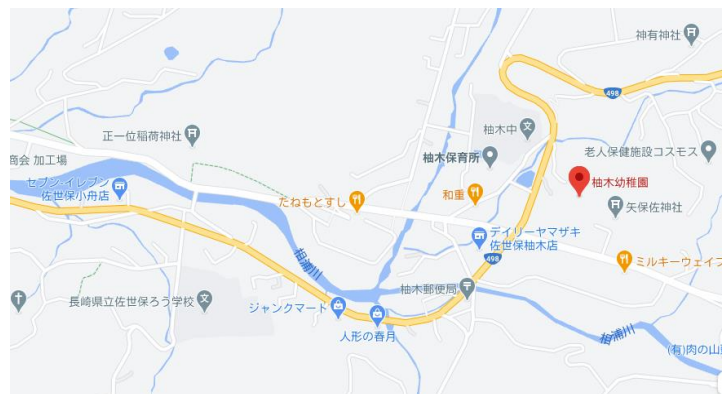 神有神社
498
柚木中
正一位稲荷神社
老人保健施設コスモス
商会 加工場
柚木保育所
柚木幼稚園
セブン-イレブン
佐世保小舟店
たねもとすし
和重
矢保佐神社
デイリーヤマザキ
佐世保柚木店
498
ミルキーウェイブ
相浦川
柚木郵便局
長崎県立佐世保ろう学校
ジャンクマード
人形の春月
相浦川
(有)肉の山